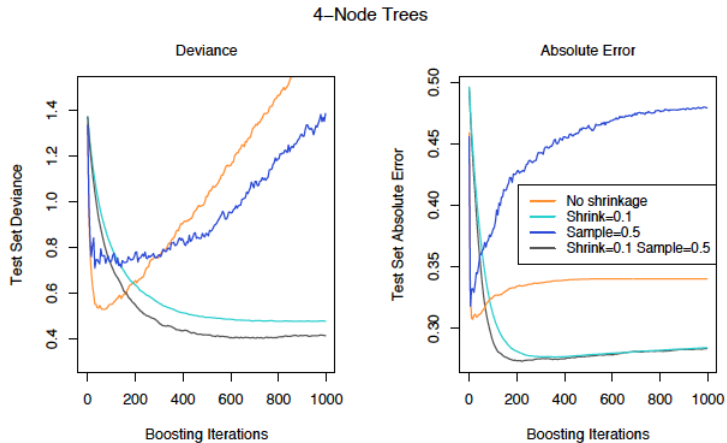 4−Node Trees
Deviance
Test Set Deviance
1.4
1.2
1.0
0.8
0.6
0.4
0 200 400 600 800 1000
Boosting Iterations
Absolute Error
Test Set Absolute Error
0.50
0.45
0.40
0.35
0.30
No shrinkage
Shrink=0.1
Sample=0.5
Shrink=0.1 Sample=0.5
0 200 400 600 800 1000
Boosting Iterations